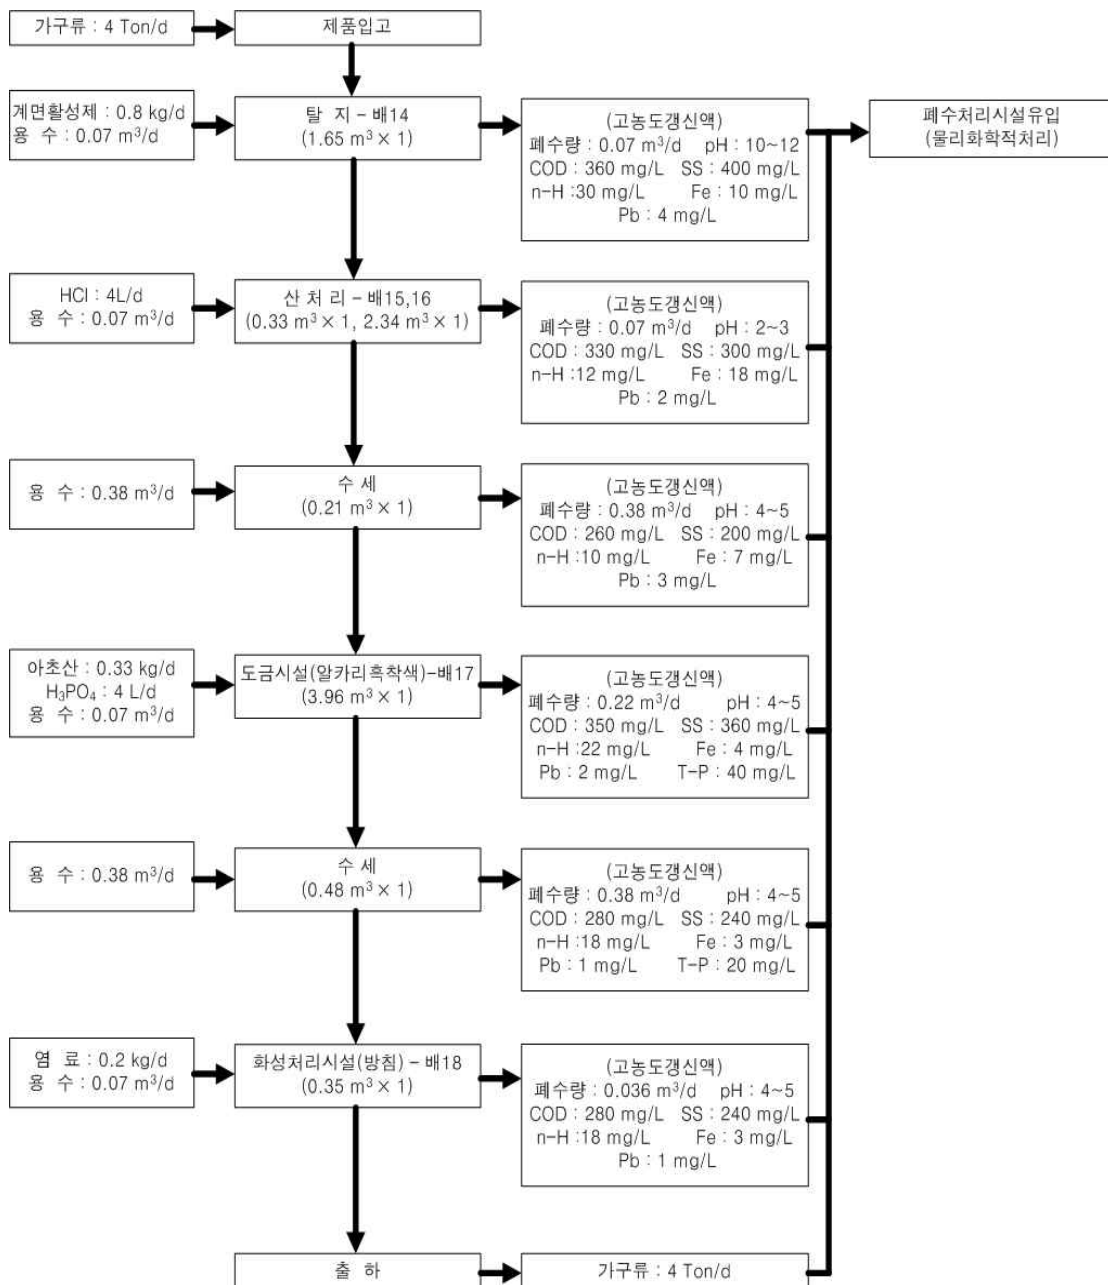 가구류 : 4 Ton/d
제품입고
계면활성제 : 0.8 kg/d
용 수 : 0.07 m³/d
탈 지 - 배14
(1.65 m³ × 1)
(고농도갱신액)
폐수량 : 0.07 m³/d pH : 10~12
COD : 360 mg/L SS : 400 mg/L
n-H :30 mg/L Fe : 10 mg/L
Pb : 4 mg/L
폐수처리시설유입
(물리화학적처리)
HCl : 4L/d
용 수 : 0.07 m³/d
산 처 리 - 배15,16
(0.33 m³ × 1, 2.34 m³ × 1)
(고농도갱신액)
폐수량 : 0.07 m³/d pH : 2~3
COD : 330 mg/L SS : 300 mg/L
n-H :12 mg/L Fe : 18 mg/L
Pb : 2 mg/L
용 수 : 0.38 m³/d
수 세
(0.21 m³ × 1)
(고농도갱신액)
폐수량 : 0.38 m³/d pH : 4~5
COD : 260 mg/L SS : 200 mg/L
n-H :10 mg/L Fe : 7 mg/L
Pb : 3 mg/L
아초산 : 0.33 kg/d
H₃PO₄ : 4 L/d
용 수 : 0.07 m³/d
도금시설(알카리흑착색)-배17
(3.96 m³ × 1)
(고농도갱신액)
폐수량 : 0.22 m³/d pH : 4~5
COD : 350 mg/L SS : 360 mg/L
n-H :22 mg/L Fe : 4 mg/L
Pb : 2 mg/L T-P : 40 mg/L
용 수 : 0.38 m³/d
수 세
(0.48 m³ × 1)
(고농도갱신액)
폐수량 : 0.38 m³/d pH : 4~5
COD : 280 mg/L SS : 240 mg/L
n-H :18 mg/L Fe : 3 mg/L
Pb : 1 mg/L T-P : 20 mg/L
염 료 : 0.2 kg/d
용 수 : 0.07 m³/d
화성처리시설(방침) - 배18
(0.35 m³ × 1)
(고농도갱신액)
폐수량 : 0.036 m³/d pH : 4~5
COD : 280 mg/L SS : 240 mg/L
n-H :18 mg/L Fe : 3 mg/L
Pb : 1 mg/L
출 하
가구류 : 4 Ton/d